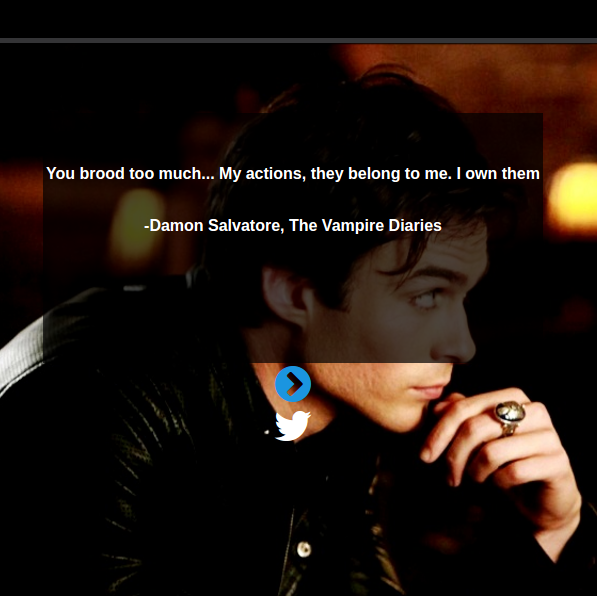 You brood too much... My actions, they belong to me. I own them
-Damon Salvatore, The Vampire Diaries